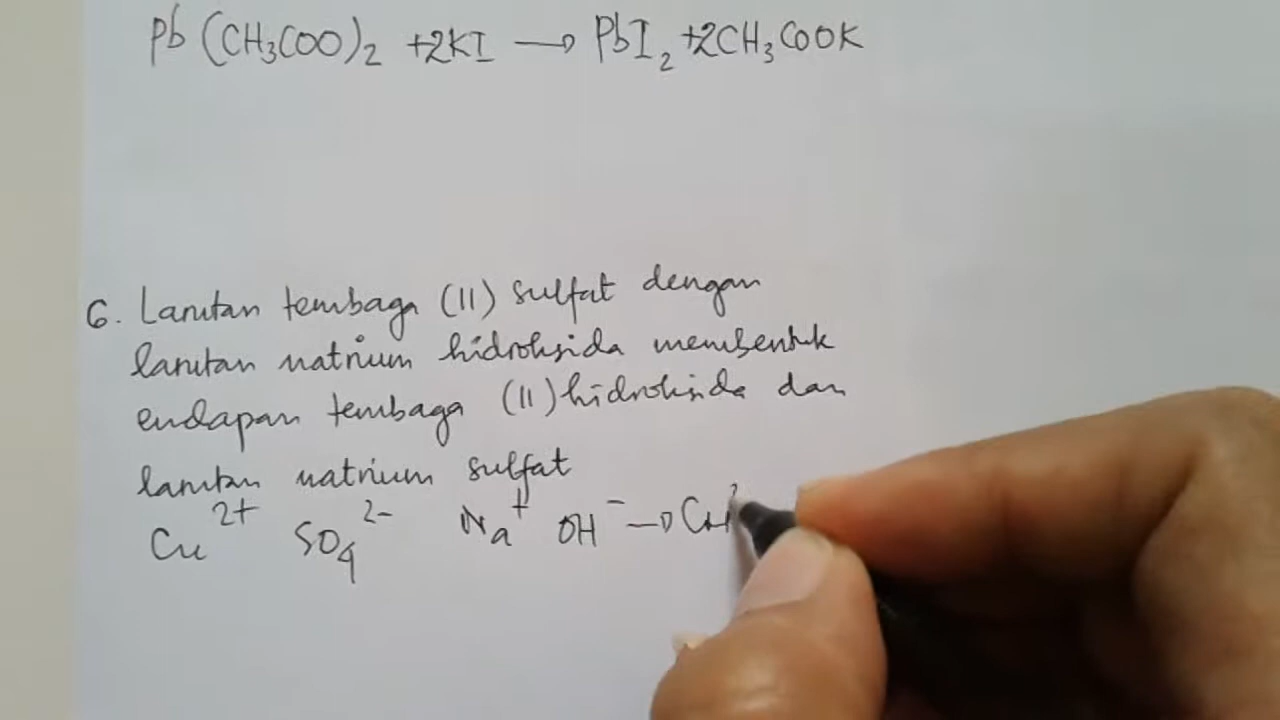 Pb(CH₃COO)₂ +2KI → PbI₂ +2CH₃COOK
6. Larutan tembaga (II) sulfat dengan
larutan natrium hidroksida membentuk
endapan tembaga (II) hidroksida dan
larutan natrium sulfat
Cu²⁺ SO₄²⁻ Na⁺ OH⁻ → Cu²